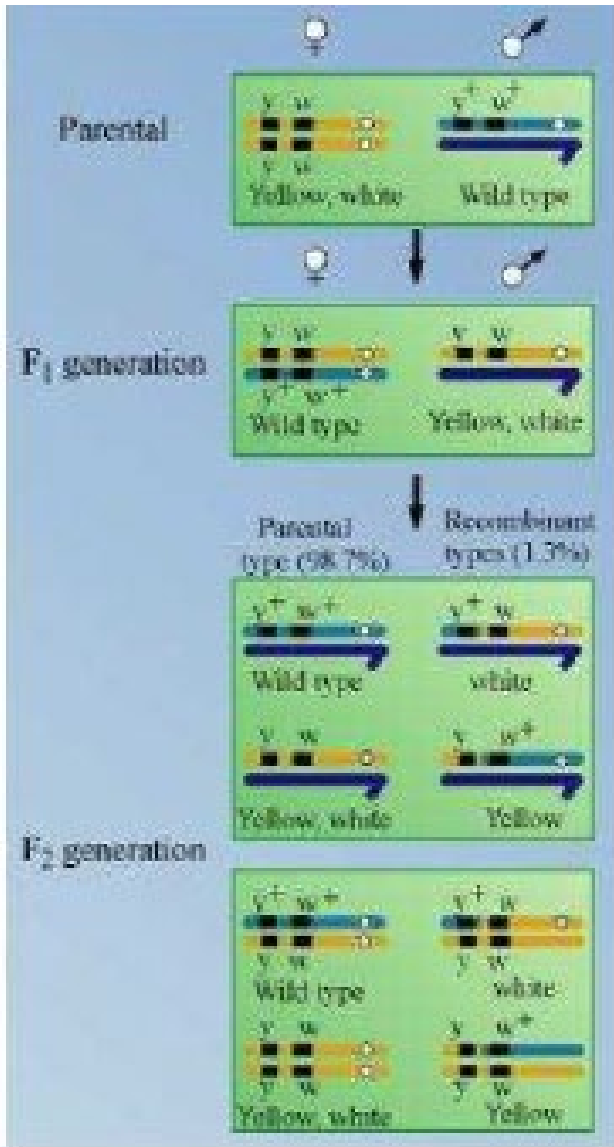 Parental
y w
y w
Yellow, white
y+ w+
Wild type
F1 generation
y w
y+ w+
Wild type
y w
Yellow, white
Parental
type (98.7%)
Recombinant
types (1.3%)
y+ w+
Wild type
y+ w
white
y w
Yellow, white
y w+
Yellow
F2 generation
y+ w+
y w
Wild type
y+ w
y w
white
y w
y w
Yellow, white
y w+
y w
Yellow